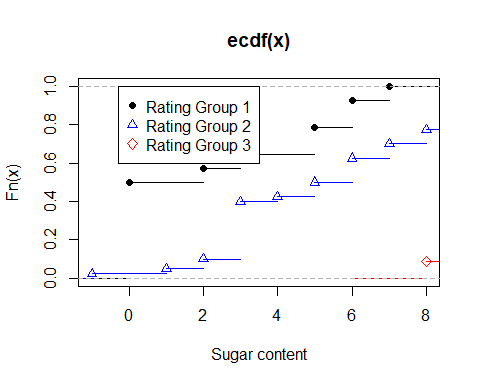 ecdf(x)
Fn(x)
1.0
0.8
0.6
0.4
0.2
0.0
Rating Group 1
Rating Group 2
Rating Group 3
0
2
4
6
8
Sugar content